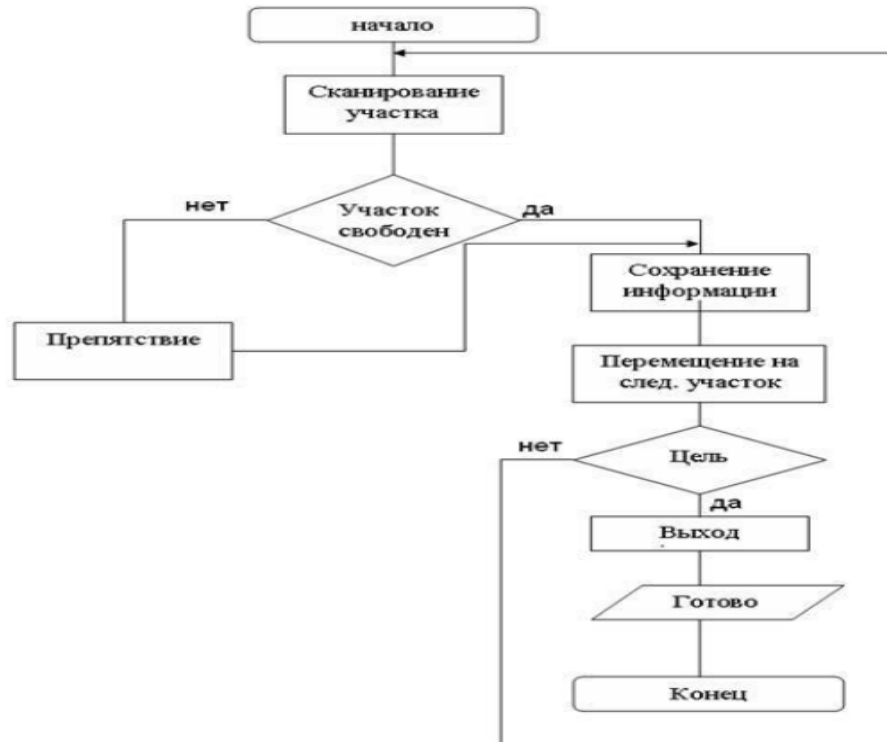 начало
Сканирование
участка
нет
Участок
свободен
да
Сохранение
информации
Препятствие
Перемещение на
след. участок
нет
Цель
да
Выход
Готово
Конец